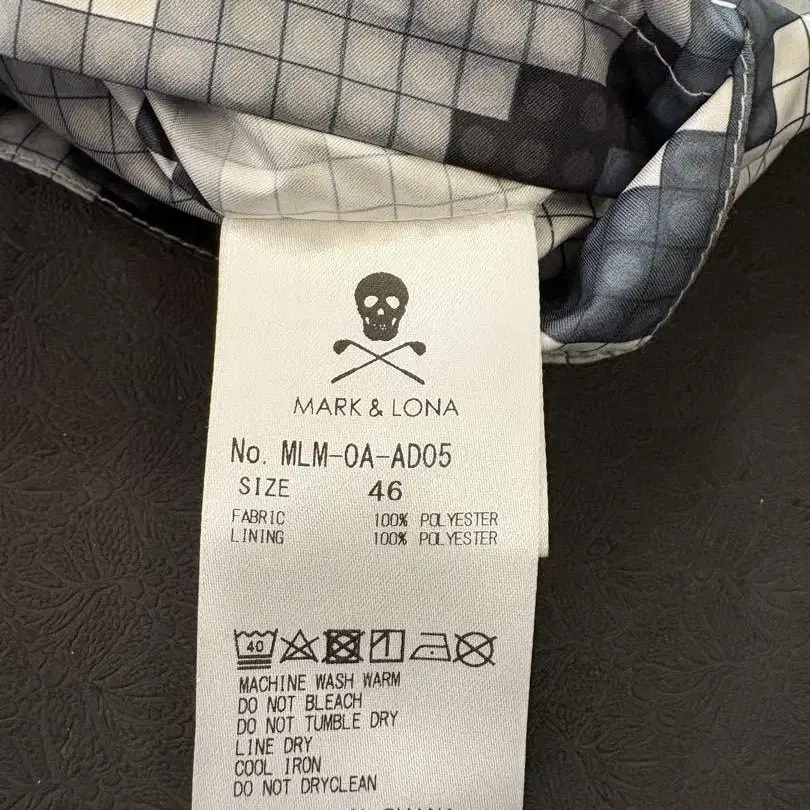 MARK & LONA
No. MLM-OA-AD05
SIZE 46
FABRIC 100% POLYESTER
LINING 100% POLYESTER
40
MACHINE WASH WARM
DO NOT BLEACH
DO NOT TUMBLE DRY
LINE DRY
COOL IRON
DO NOT DRYCLEAN